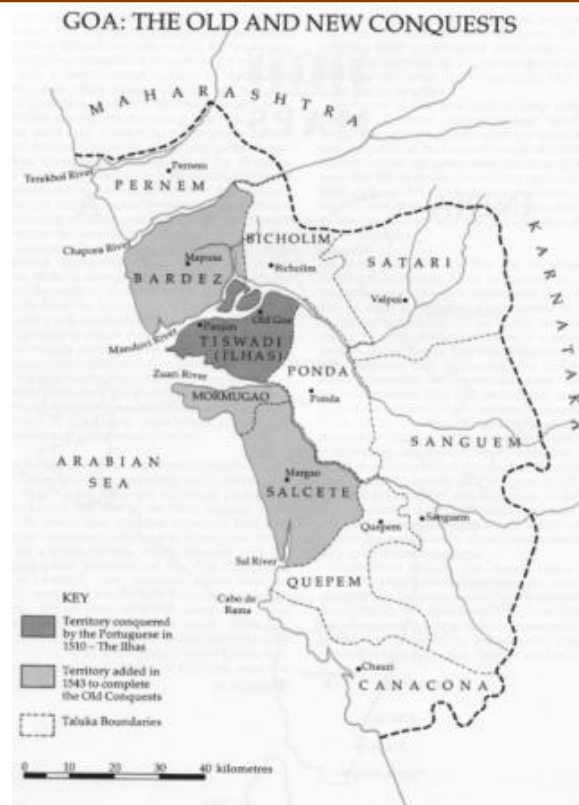 GOA: THE OLD AND NEW CONQUESTS
MAHARASHTRA
Terekhol River
Pernem
PERNEM
KARNATAKA
Chapora River
BICHOLIM
Mapusa
Bicholim
SATARI
BARDEZ
Valpoi
Old Goa
Panjim
Mandovi River
TISWADI
(ILHAS)
Zuari River
PONDA
MORMUGAO
Ponda
SANGUEM
ARABIAN
SEA
Margao
SALCETE
Sanguem
Quepem
Sal River
QUEPEM
KEY
Cabo de
Rama
Territory conquered
by the Portuguese in
1510 – The Ilhas
Chauri
CANACONA
Territory added in
1543 to complete
the Old Conquests
Taluka Boundaries
0 10 20 30 40 kilometres